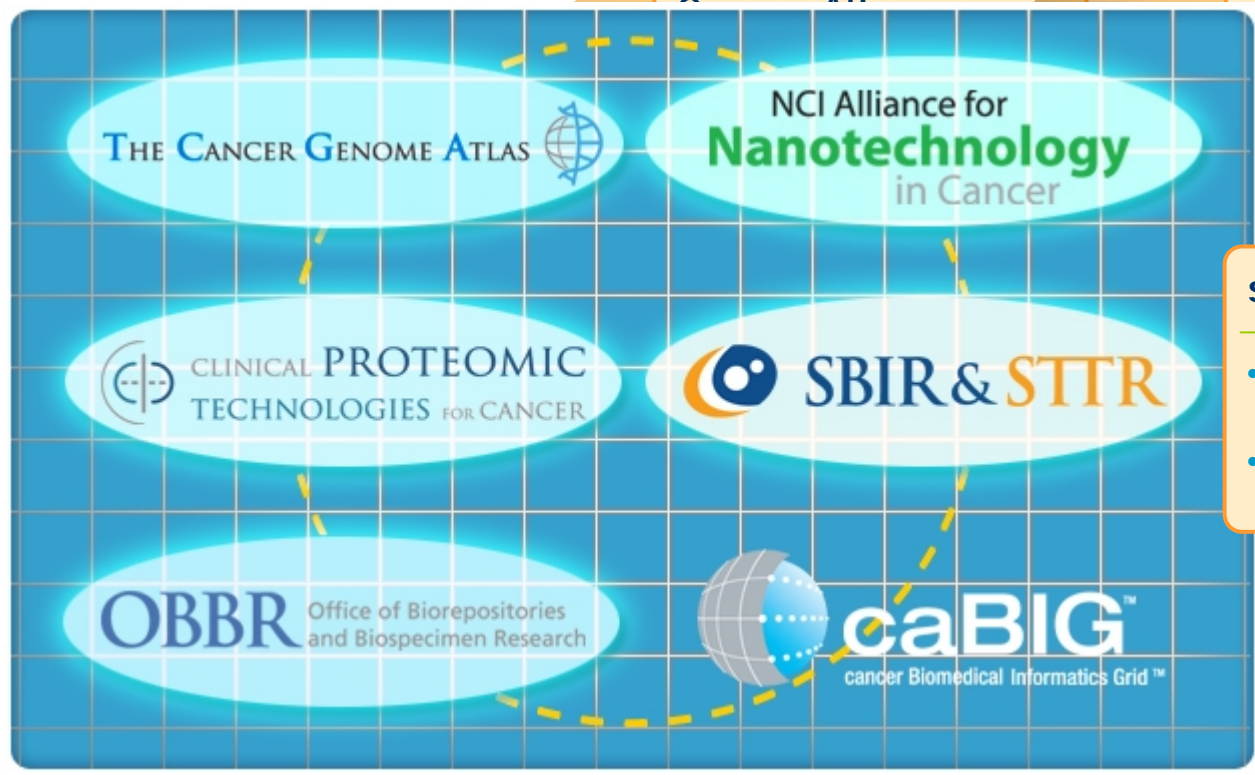 THE CANCER GENOME ATLAS
NCI Alliance for
Nanotechnology
in Cancer
CLINICAL PROTEOMIC
TECHNOLOGIES FOR CANCER
SBIR & STTR
OBBR
Office of Biorepositories
and Biospecimen Research
caBIG™
cancer Biomedical Informatics Grid™